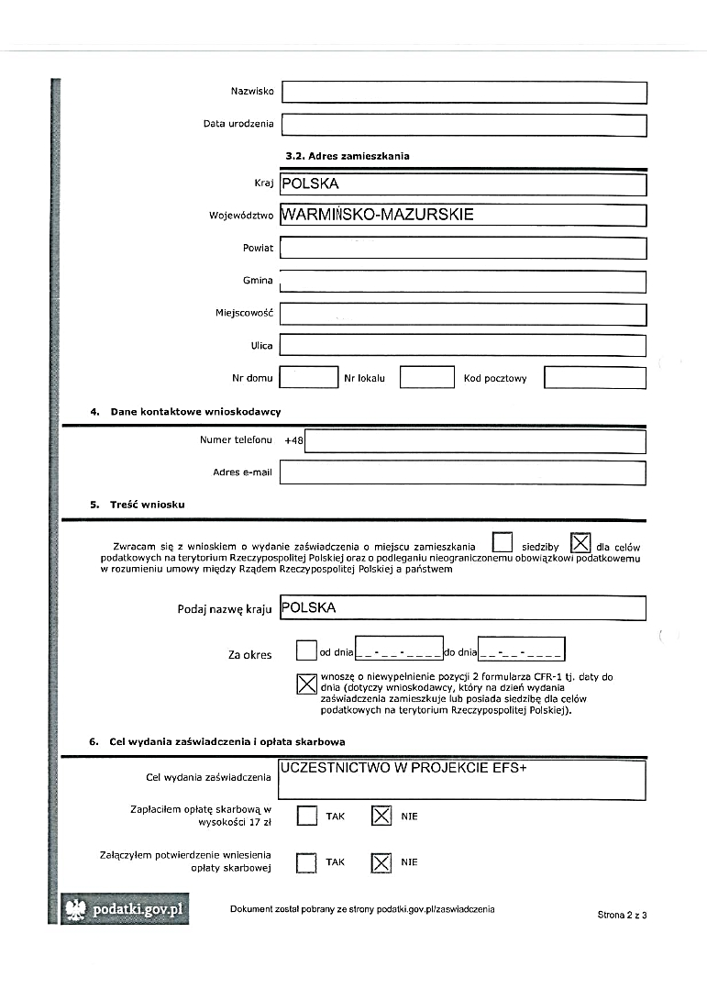 Nazwisko
Data urodzenia
3.2. Adres zamieszkania
Kraj POLSKA
Województwo WARMIŃSKO-MAZURSKIE
Powiat
Gmina
Miejscowość
Ulica
Nr domu Nr lokalu Kod pocztowy
4. Dane kontaktowe wnioskodawcy
Numer telefonu +48
Adres e-mail
5. Treść wniosku
Zwracam się z wnioskiem o wydanie zaświadczenia o miejscu zamieszkania siedziby dla celów
podatkowych na terytorium Rzeczypospolitej Polskiej oraz o podleganiu nieograniczonemu obowiązkowi podatkowemu
w rozumieniu umowy między Rządem Rzeczypospolitej Polskiej a państwem
Podaj nazwę kraju POLSKA
Za okres od dnia _ _ - _ _ - _ _ _ _ do dnia _ _ - _ _ - _ _ _ _
wnoszę o niewypełnienie pozycji 2 formularza CFR-1 tj. daty do
dnia (dotyczy wnioskodawcy, który na dzień wydania
zaświadczenia zamieszkuje lub posiada siedzibę dla celów
podatkowych na terytorium Rzeczypospolitej Polskiej).
6. Cel wydania zaświadczenia i opłata skarbowa
Cel wydania zaświadczenia UCZESTNICTWO W PROJEKCIE EFS+
Zapłaciłem opłatę skarbową w
wysokości 17 zł TAK NIE
Załączyłem potwierdzenie wniesienia
opłaty skarbowej TAK NIE
podatki.gov.pl
Dokument został pobrany ze strony podatki.gov.pl/zaswiadczenia
Strona 2 z 3